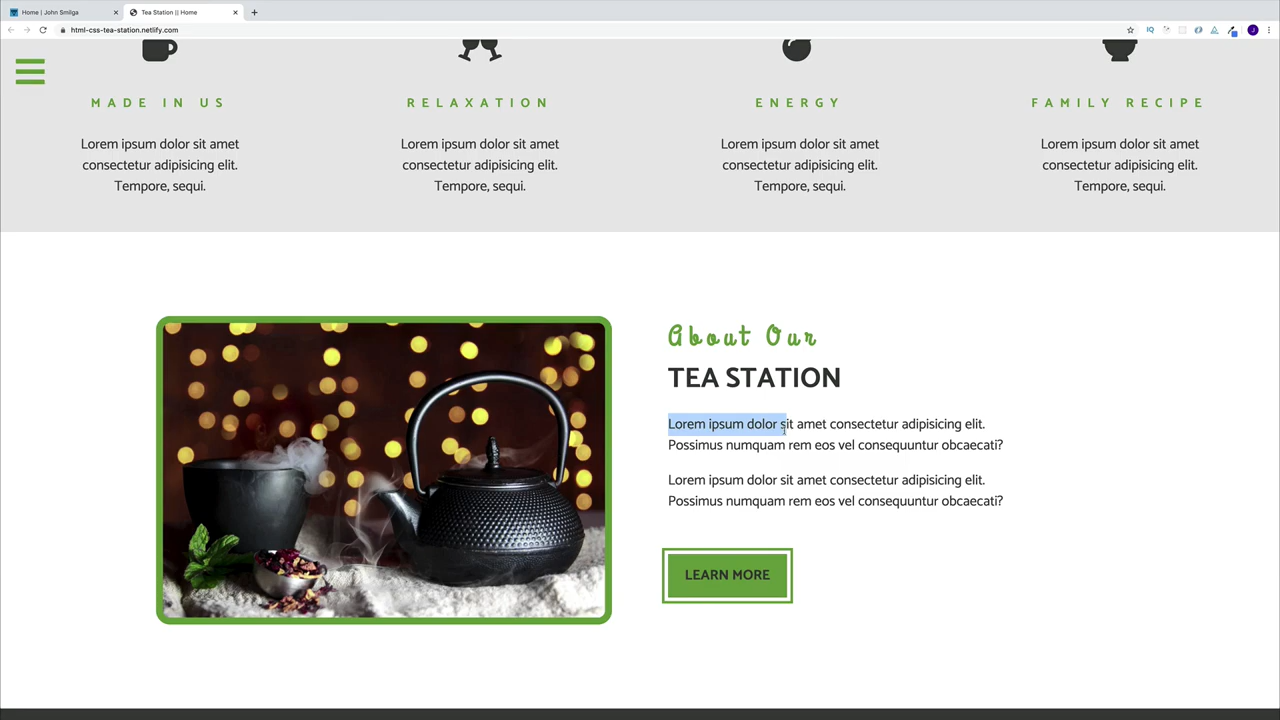 Home | John Smilga
Tea Station || Home
html-css-tea-station.netlify.com
IQ
J
MADE IN US
RELAXATION
ENERGY
FAMILY RECIPE
Lorem ipsum dolor sit amet
consectetur adipisicing elit.
Tempore, sequi.
Lorem ipsum dolor sit amet
consectetur adipisicing elit.
Tempore, sequi.
Lorem ipsum dolor sit amet
consectetur adipisicing elit.
Tempore, sequi.
Lorem ipsum dolor sit amet
consectetur adipisicing elit.
Tempore, sequi.
About Our
TEA STATION
Lorem ipsum dolor sit amet consectetur adipisicing elit.
Possimus numquam rem eos vel consequuntur obcaecati?
Lorem ipsum dolor sit amet consectetur adipisicing elit.
Possimus numquam rem eos vel consequuntur obcaecati?
LEARN MORE